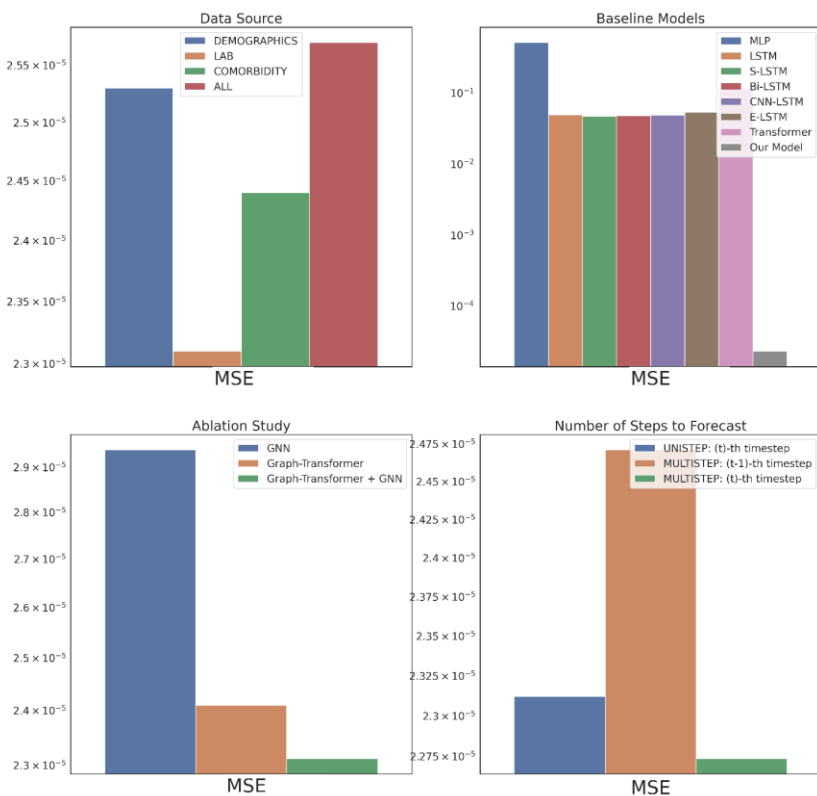 Data Source
2.55 × 10⁻⁵
2.5 × 10⁻⁵
2.45 × 10⁻⁵
2.4 × 10⁻⁵
2.35 × 10⁻⁵
2.3 × 10⁻⁵
DEMOGRAPHICS
LAB
COMORBIDITY
ALL
MSE
Baseline Models
10⁻¹
10⁻²
10⁻³
10⁻⁴
MLP
LSTM
S-LSTM
Bi-LSTM
CNN-LSTM
E-LSTM
Transformer
Our Model
MSE
Ablation Study
2.9 × 10⁻⁵
2.8 × 10⁻⁵
2.7 × 10⁻⁵
2.6 × 10⁻⁵
2.5 × 10⁻⁵
2.4 × 10⁻⁵
2.3 × 10⁻⁵
GNN
Graph-Transformer
Graph-Transformer + GNN
MSE
Number of Steps to Forecast
2.475 × 10⁻⁵
2.45 × 10⁻⁵
2.425 × 10⁻⁵
2.4 × 10⁻⁵
2.375 × 10⁻⁵
2.35 × 10⁻⁵
2.325 × 10⁻⁵
2.3 × 10⁻⁵
2.275 × 10⁻⁵
UNISTEP: (t)-th timestep
MULTISTEP: (t-1)-th timestep
MULTISTEP: (t)-th timestep
MSE